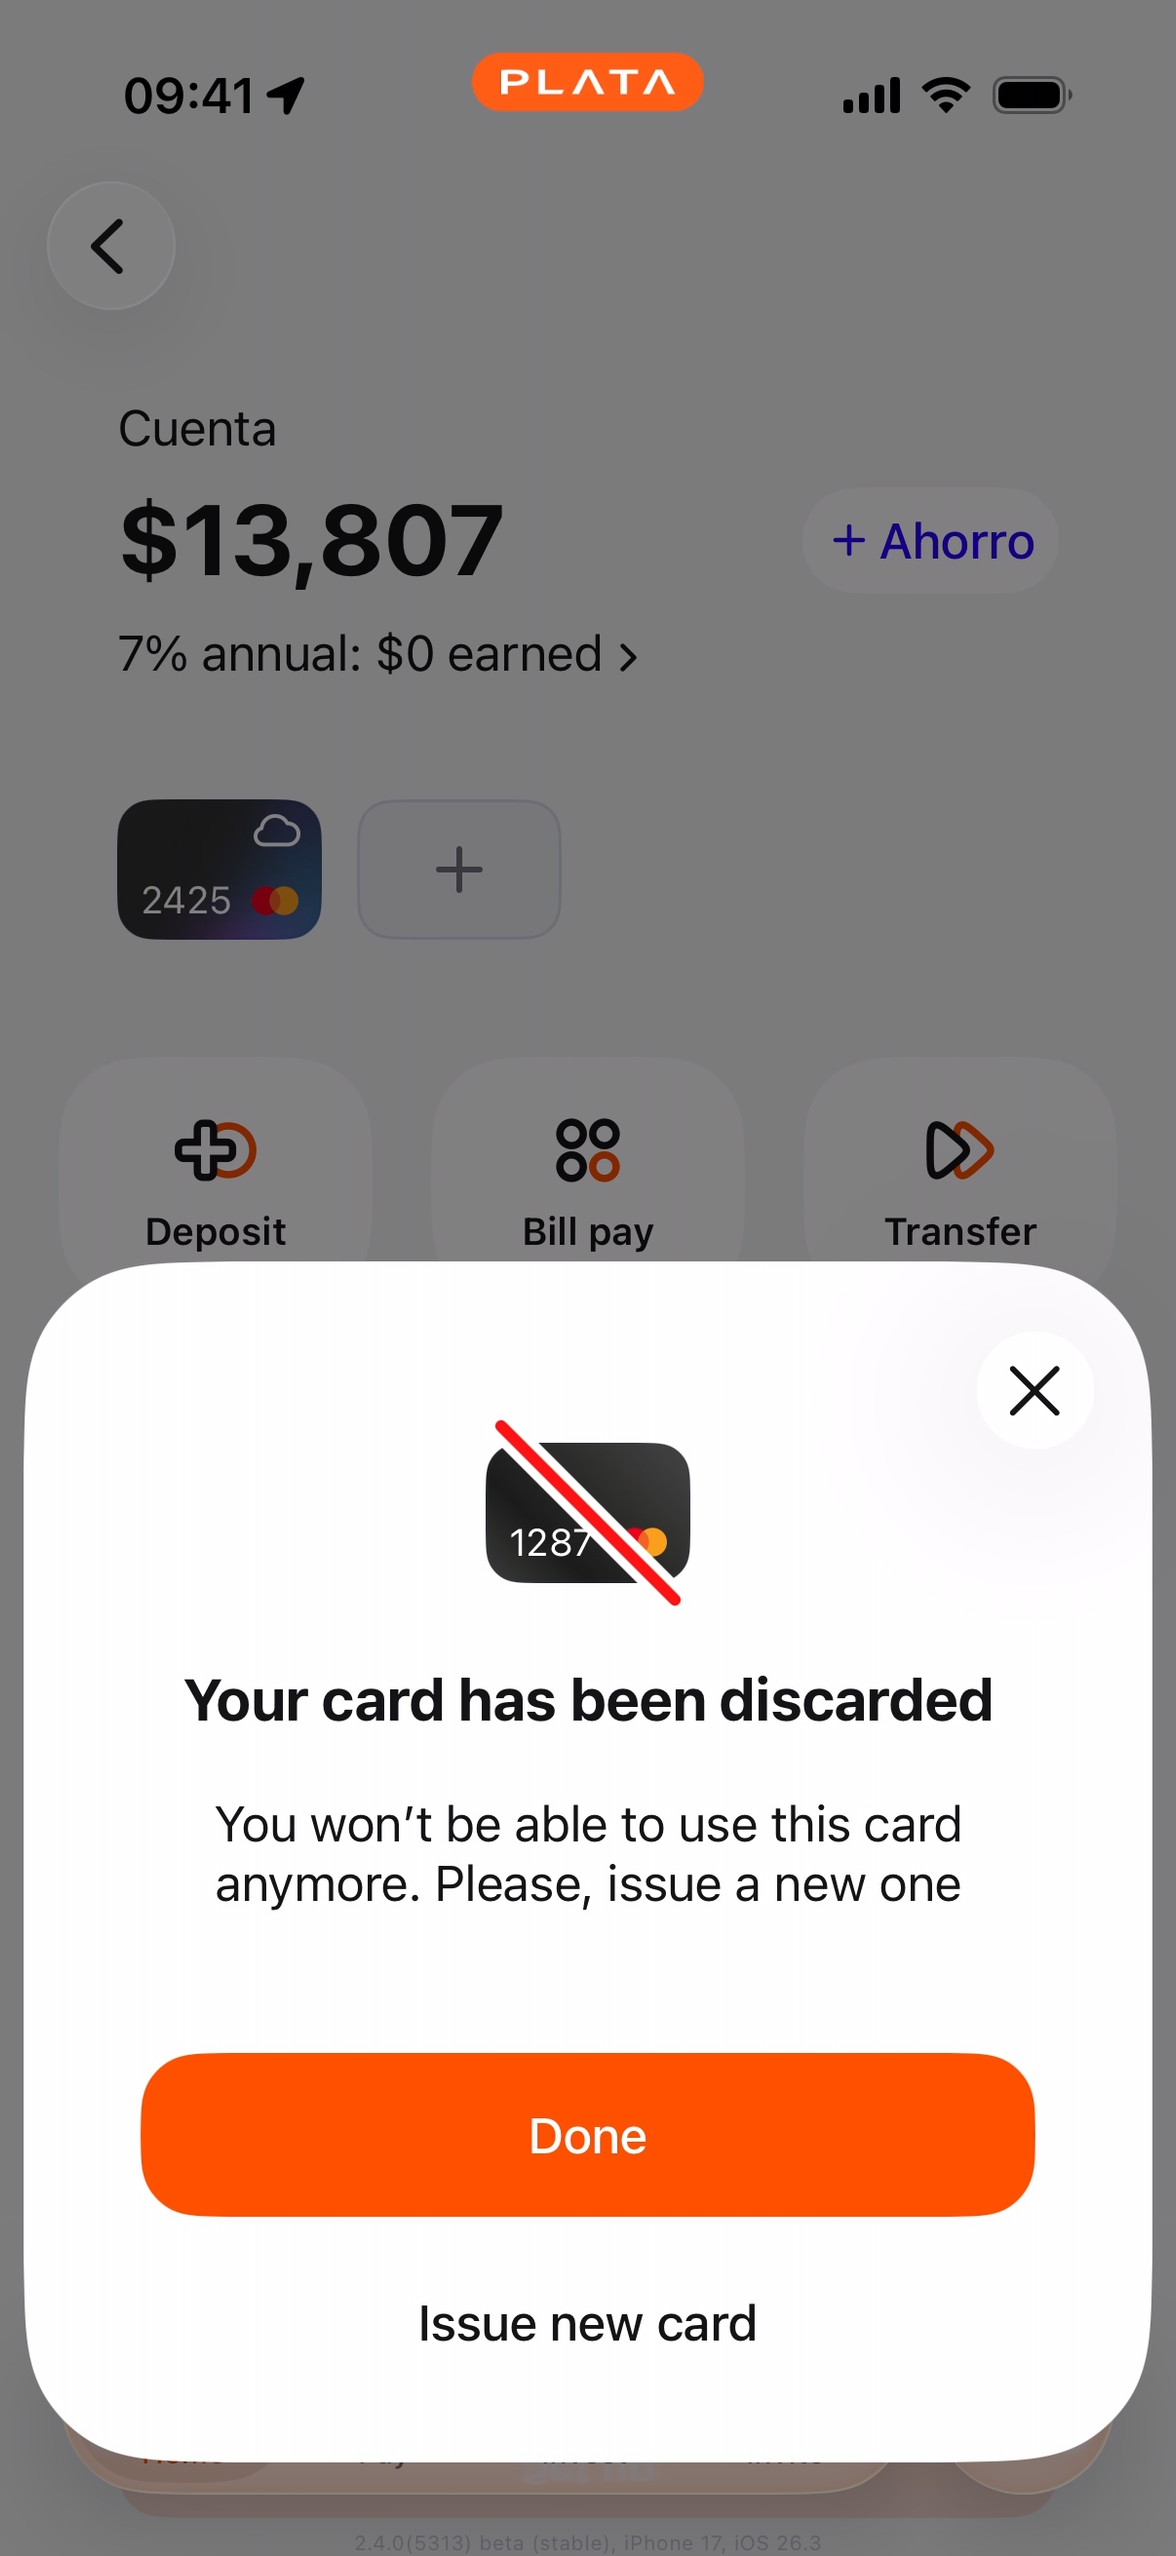 09:41
PLATA
Cuenta
$13,807
+ Ahorro
7% annual: $0 earned
2425
Deposit
Bill pay
Transfer
1287
Your card has been discarded
You won’t be able to use this card
anymore. Please, issue a new one
Done
Issue new card
2.4.0(5313) beta (stable), iPhone 17, iOS 26.3